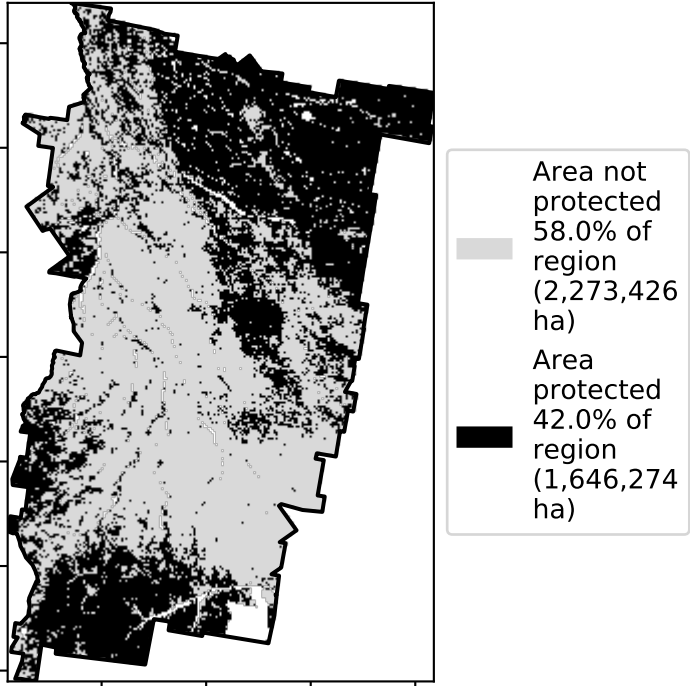 Area not
protected
58.0% of
region
(2,273,426
ha)
Area
protected
42.0% of
region
(1,646,274
ha)